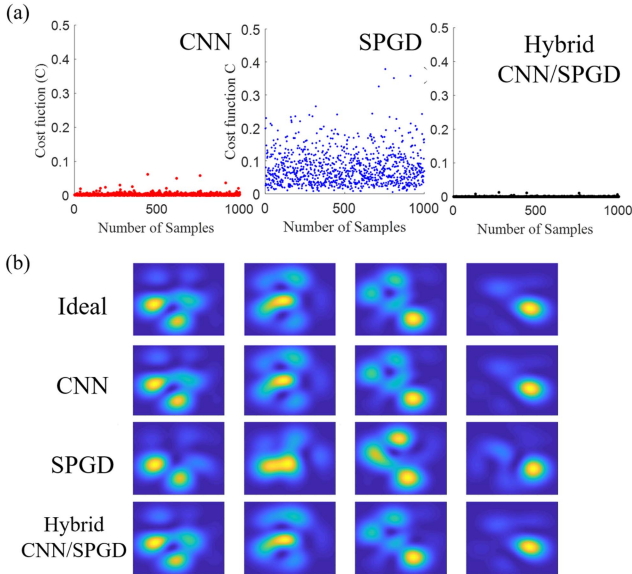 (a)
CNN
SPGD
Hybrid
CNN/SPGD
Cost fuction (C)
0.5
0.4
0.3
0.2
0.1
0
0
500
1000
Number of Samples
Cost function C
0.5
0.4
0.3
0.2
0.1
0
0
500
1000
Number of Samples
0.5
0.4
0.3
0.2
0.1
0
0
500
1000
Number of Samples
(b)
Ideal
CNN
SPGD
Hybrid
CNN/SPGD